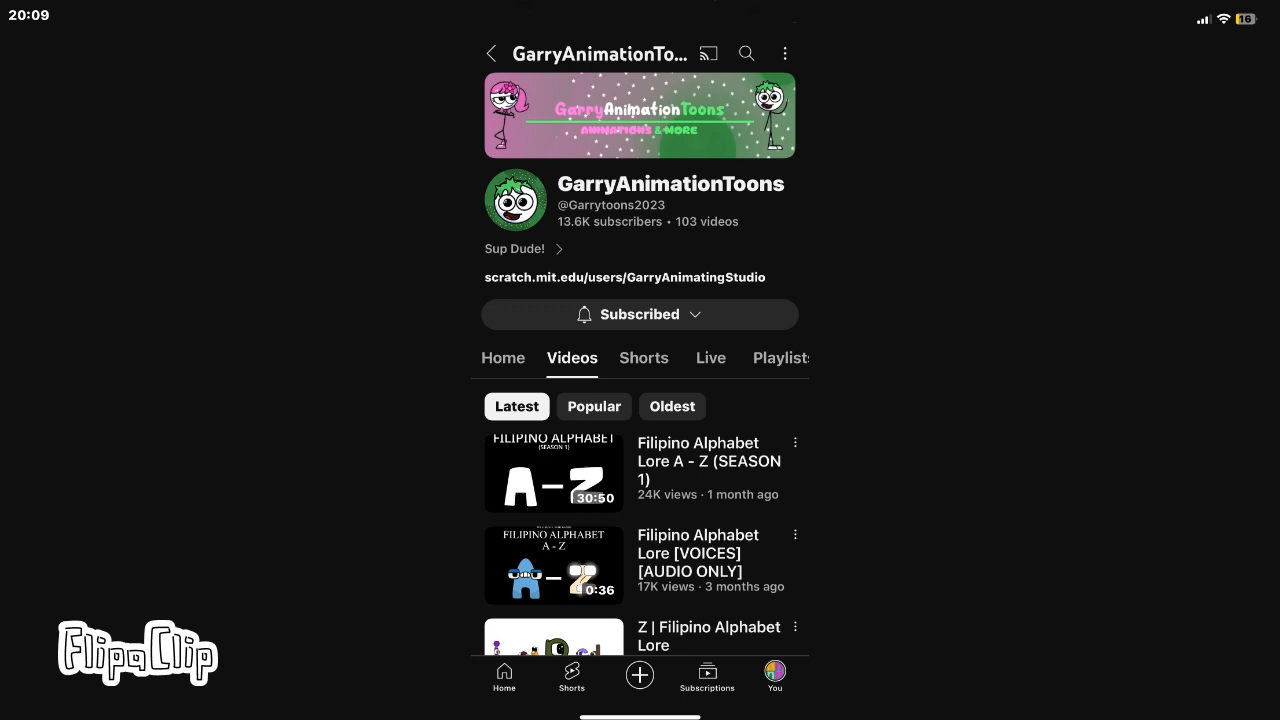 20:09
16
GarryAnimationTo...
GarryAnimationToons
ANIMATIONS & MORE
GarryAnimationToons
@Garrytoons2023
13.6K subscribers • 103 videos
Sup Dude!
scratch.mit.edu/users/GarryAnimatingStudio
Subscribed
Home Videos Shorts Live Playlists
Latest Popular Oldest
FILIPINO ALPHABET
(SEASON 1)
A-Z
30:50
Filipino Alphabet
Lore A - Z (SEASON
1)
24K views · 1 month ago
FILIPINO ALPHABET
A - Z
A-Z
0:36
Filipino Alphabet
Lore [VOICES]
[AUDIO ONLY]
17K views · 3 months ago
Z | Filipino Alphabet
Lore
FlipaClip
Home Shorts Subscriptions You